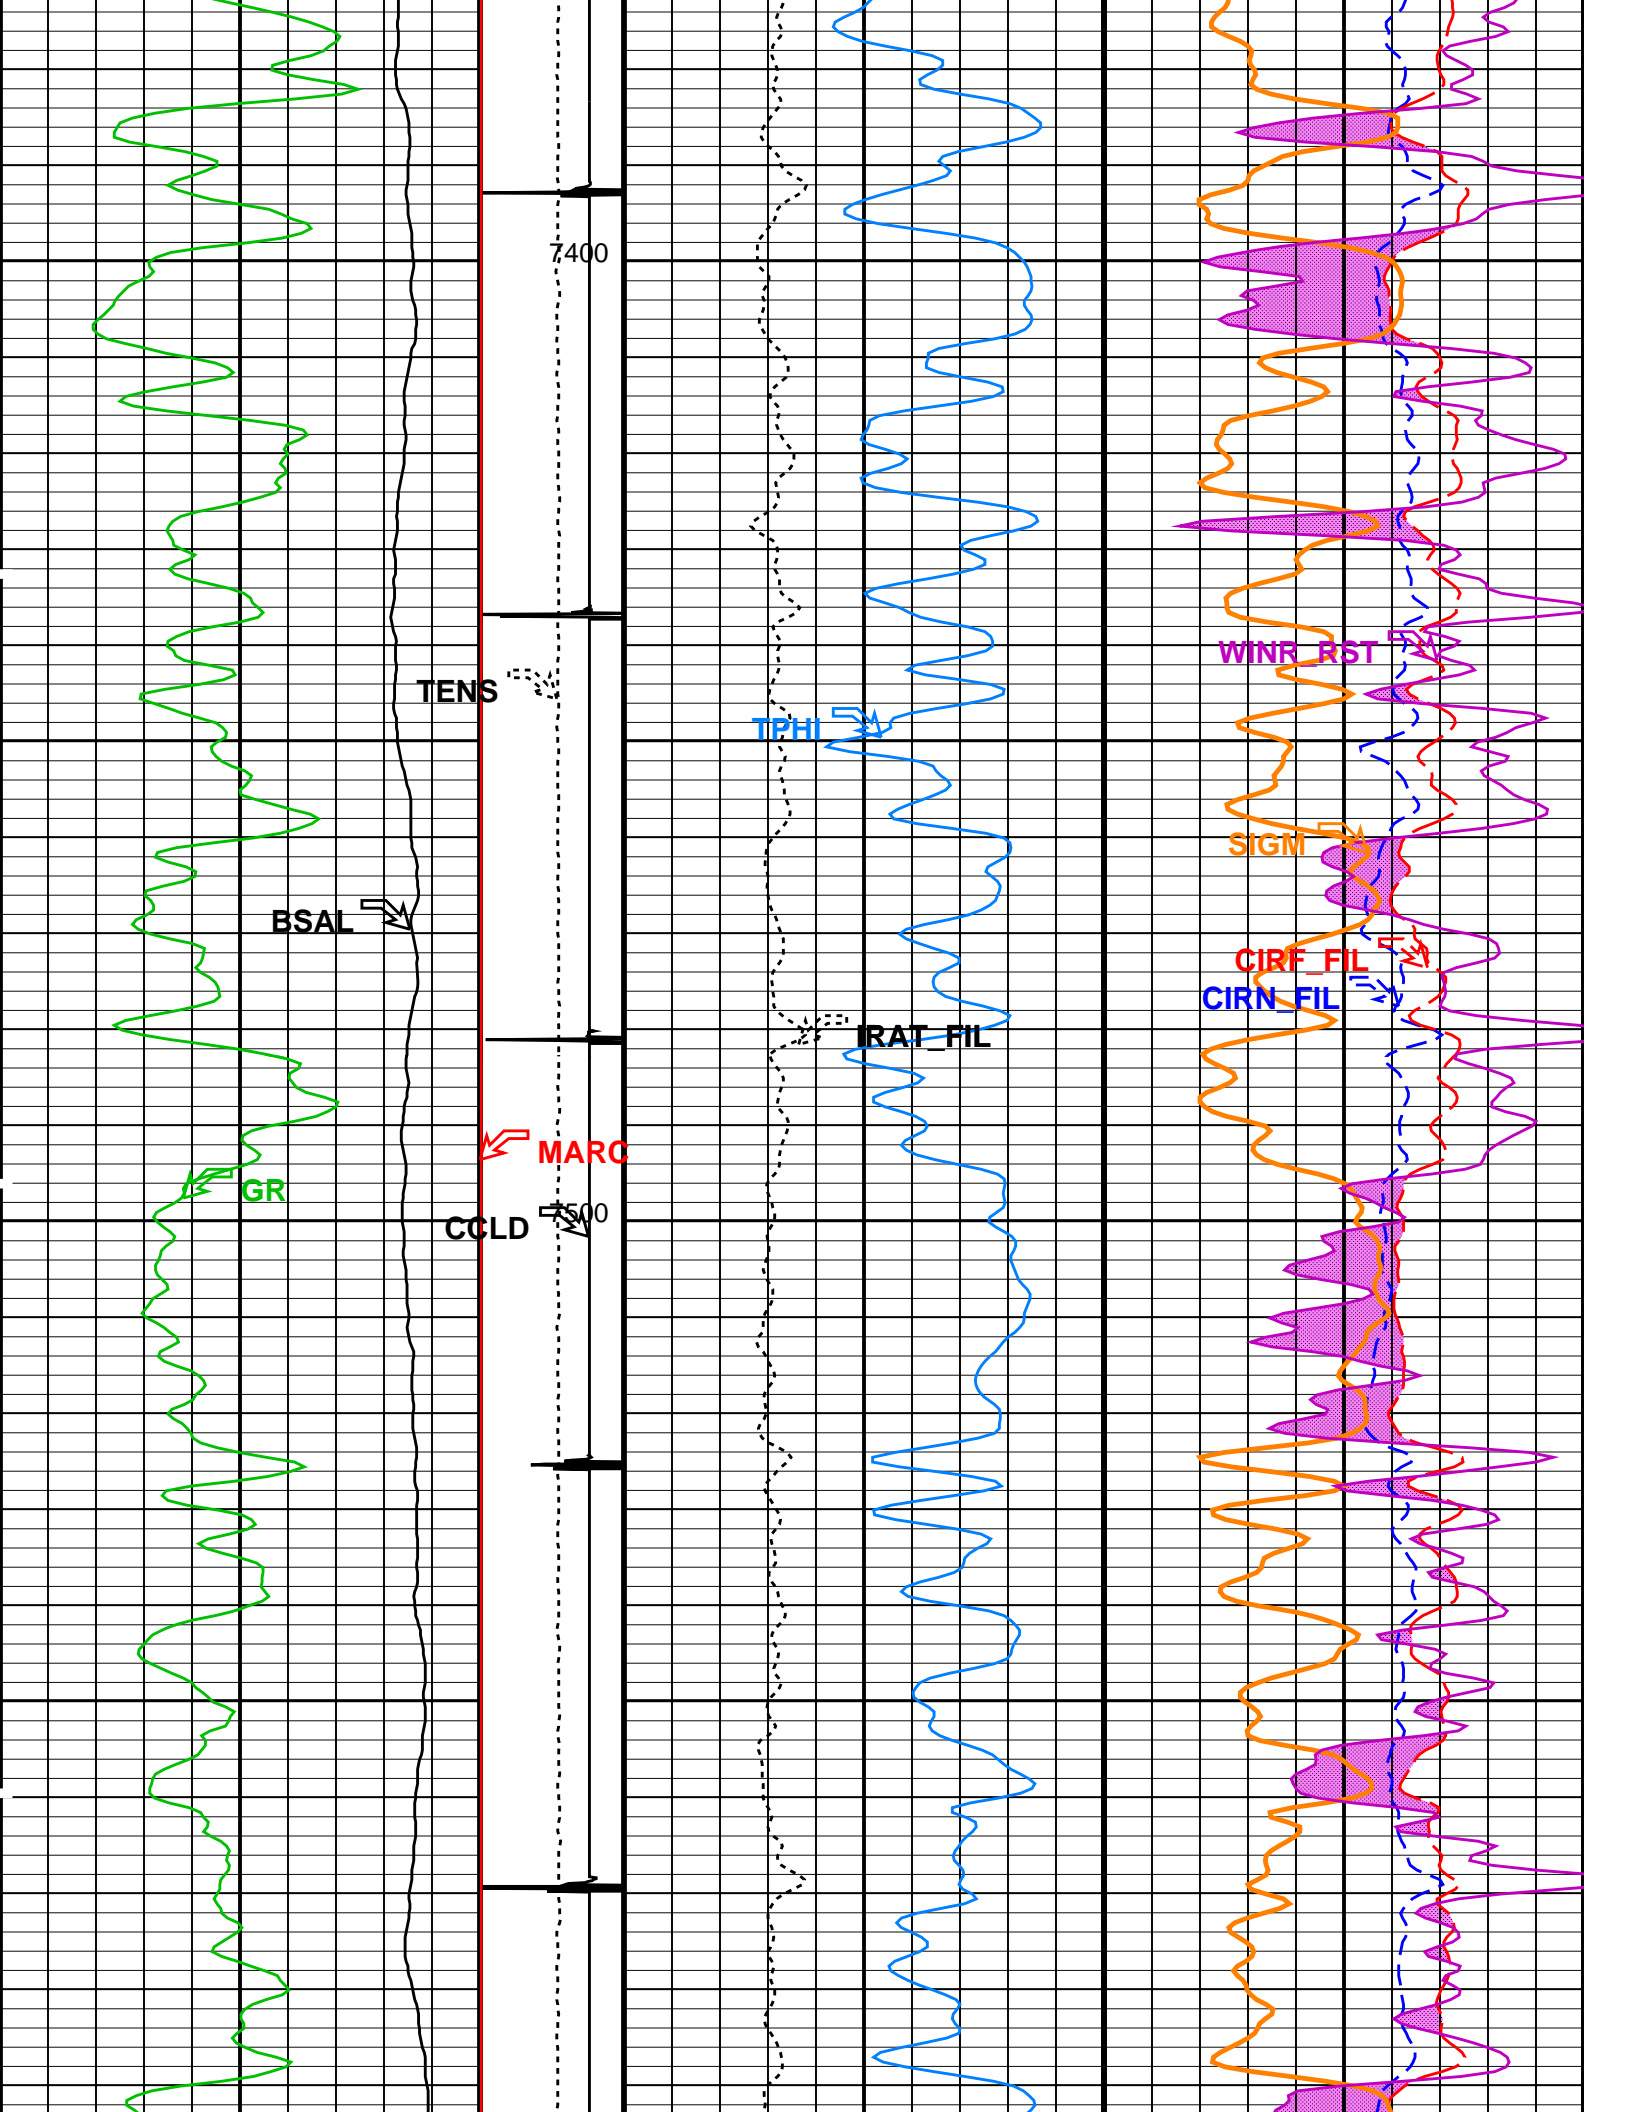 7400
WINR_RST
TENS
TPHI
SIGM
BSAL
CIRF_FIL
CIRN_FIL
IRAT_FIL
MARC
GR
7500
CCLD